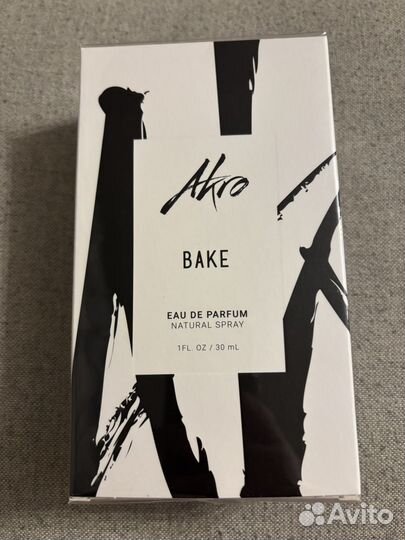 Akro
BAKE
EAU DE PARFUM
NATURAL SPRAY
1FL. OZ / 30 mL
Avito